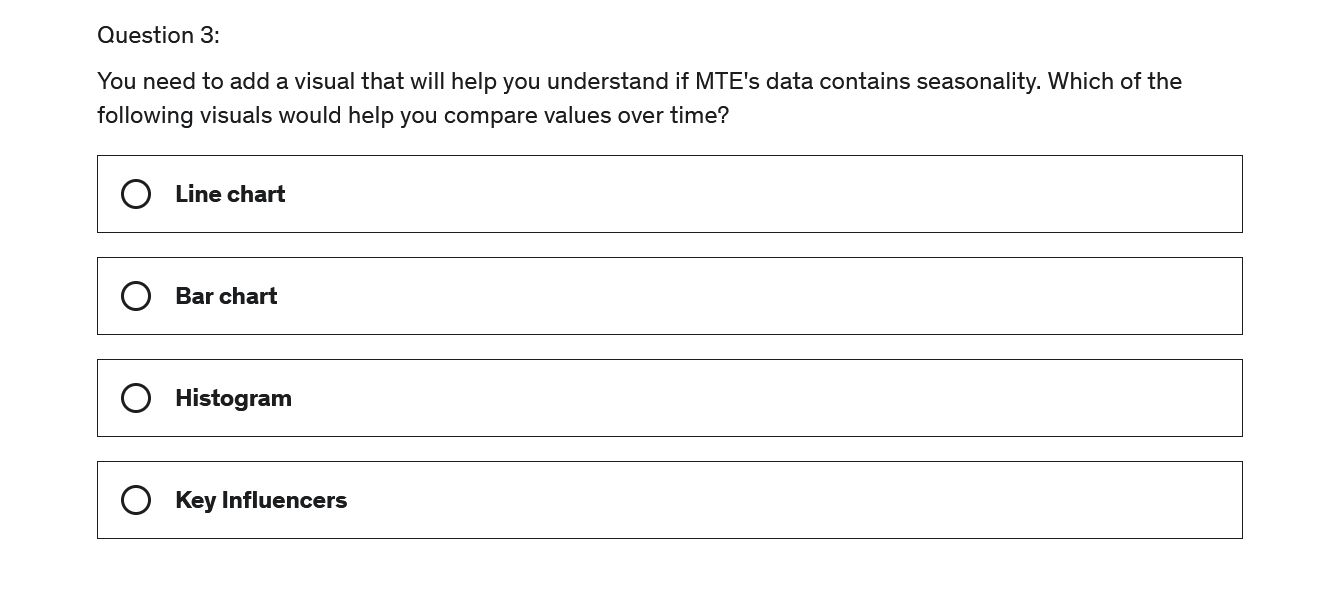 Question 3:
You need to add a visual that will help you understand if MTE's data contains seasonality. Which of the
following visuals would help you compare values over time?
Line chart
Bar chart
Histogram
Key Influencers